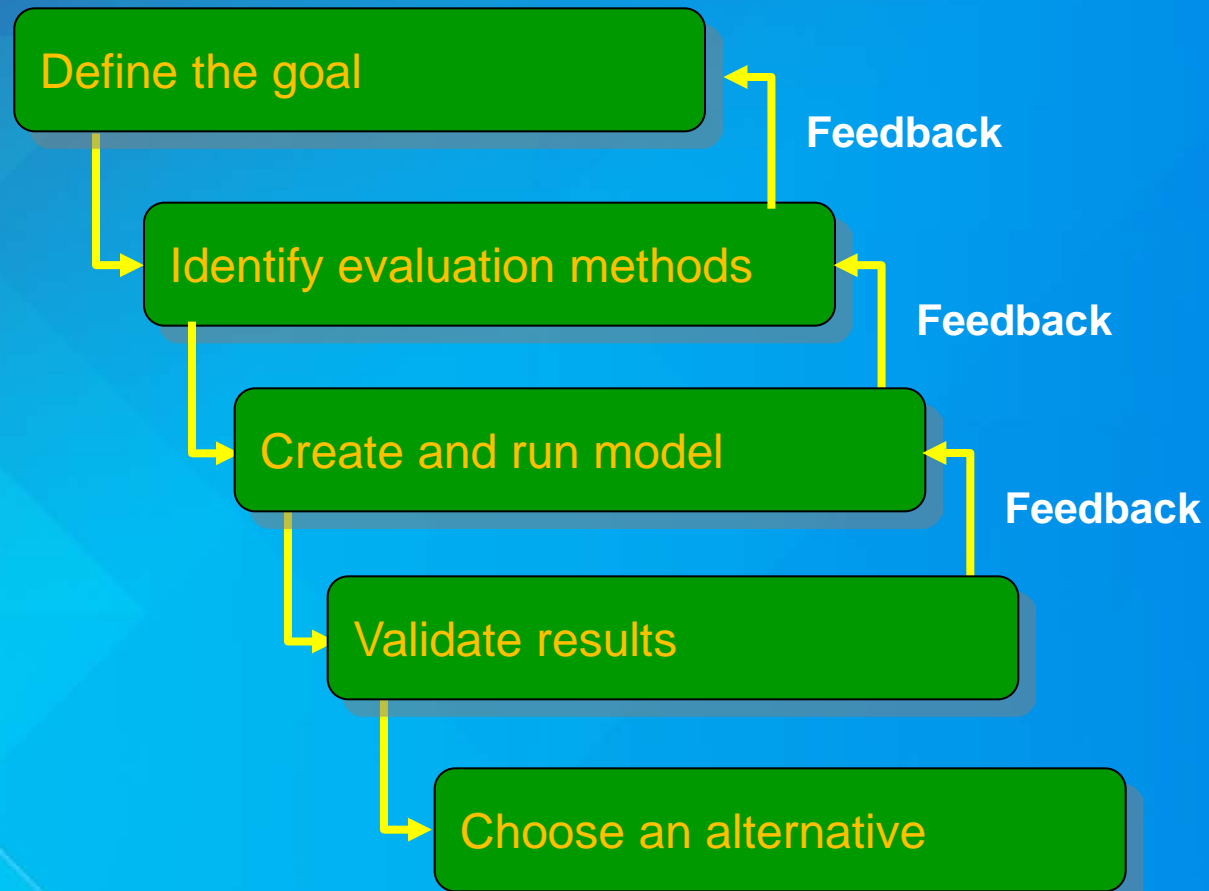 Define the goal
Feedback
Identify evaluation methods
Feedback
Create and run model
Feedback
Validate results
Choose an alternative